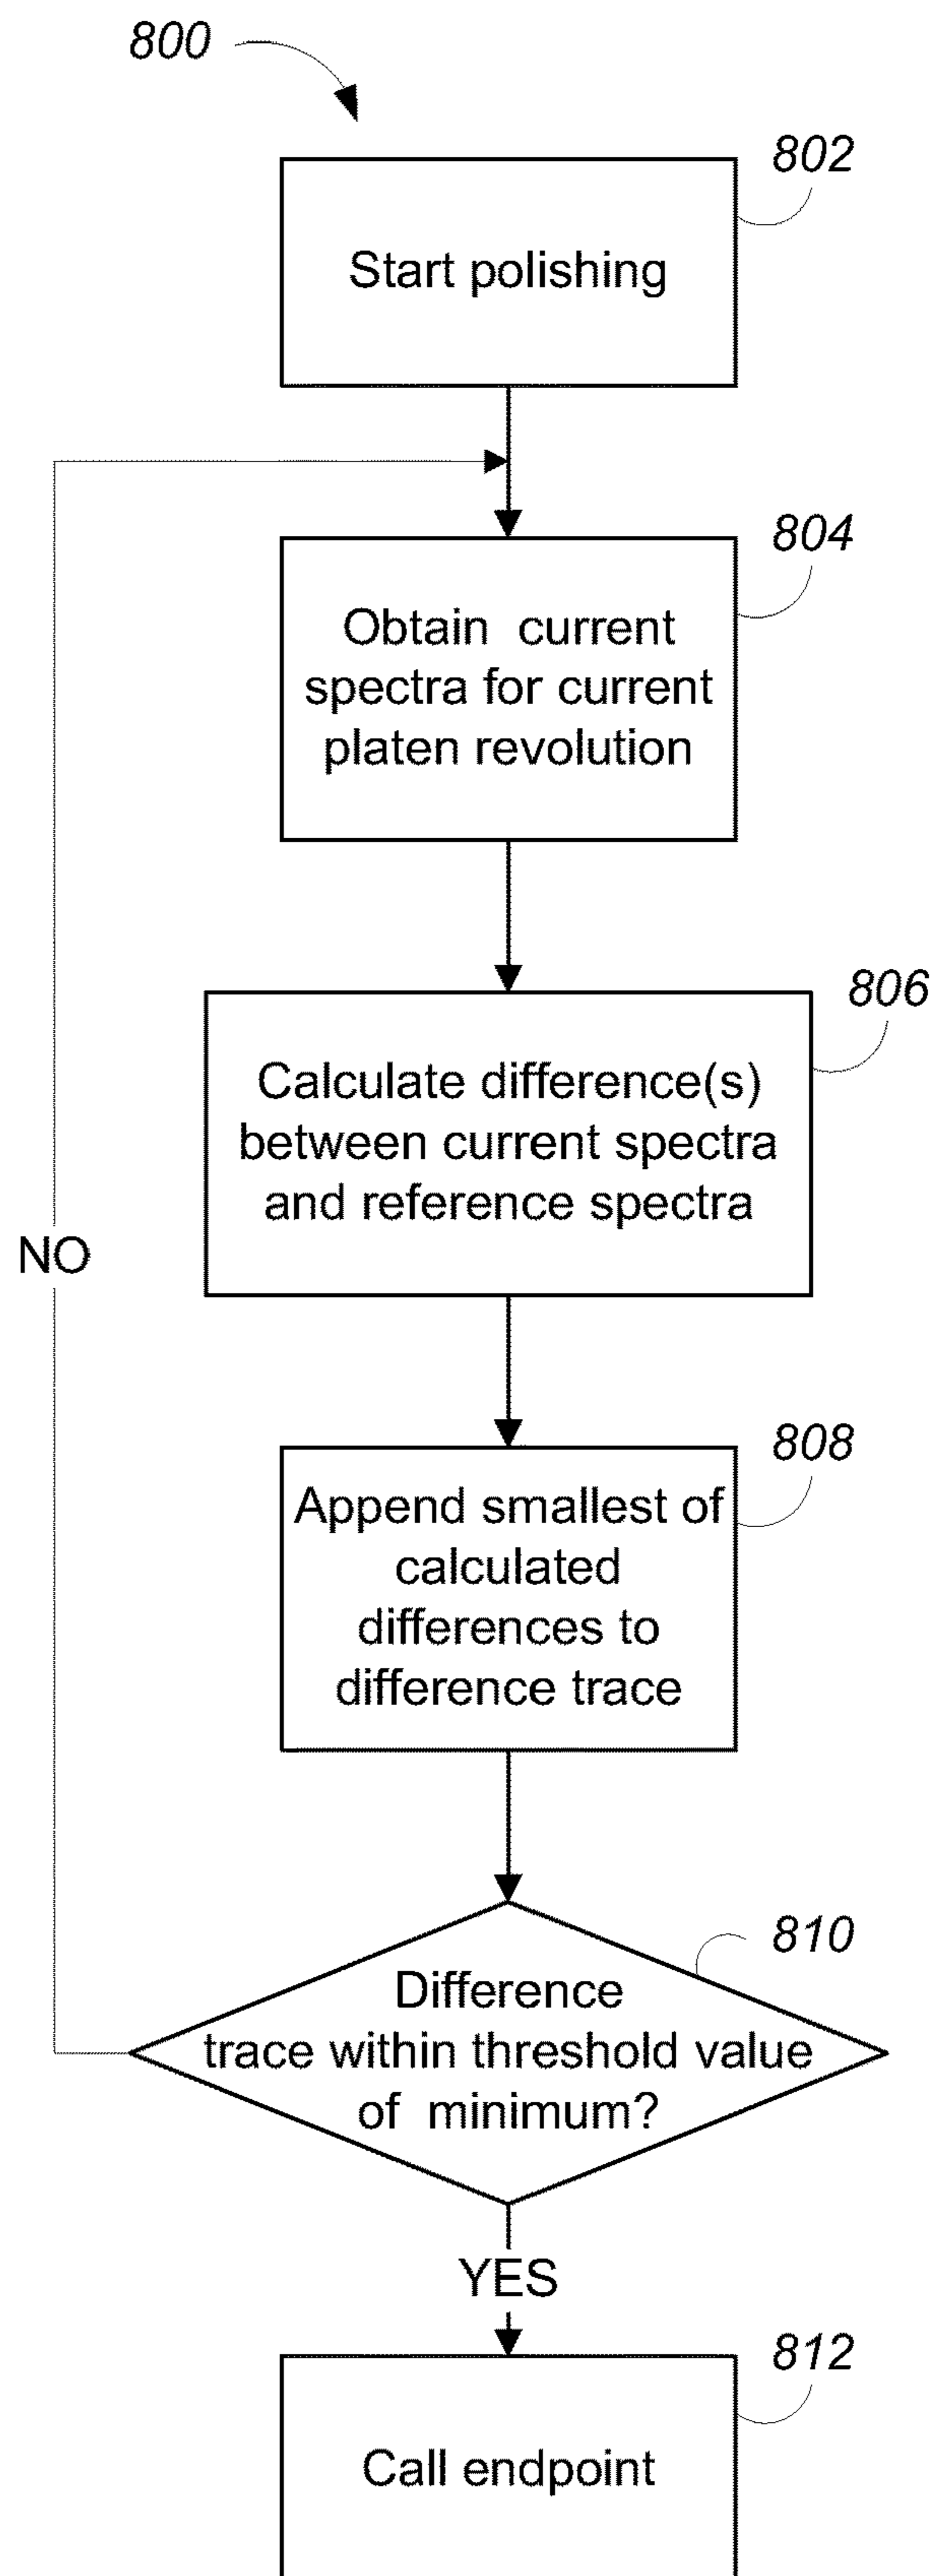 800
802
Start polishing
804
Obtain current
spectra for current
platen revolution
806
Calculate difference(s)
between current spectra
and reference spectra
NO
808
Append smallest of
calculated
differences to
difference trace
810
Difference
trace within threshold value
of minimum?
YES
812
Call endpoint